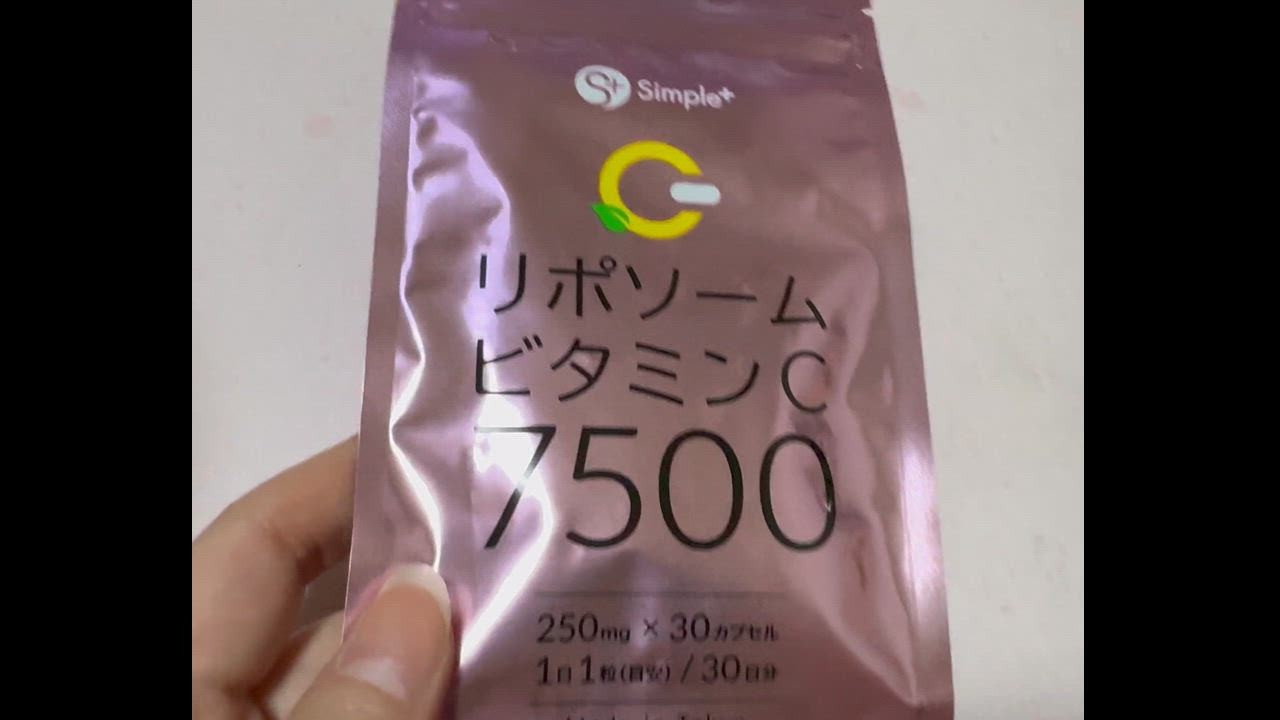 S+ Simple+
リポソーム
ビタミンC
7500
250mg × 30カプセル
1日1粒(目安) / 30日分